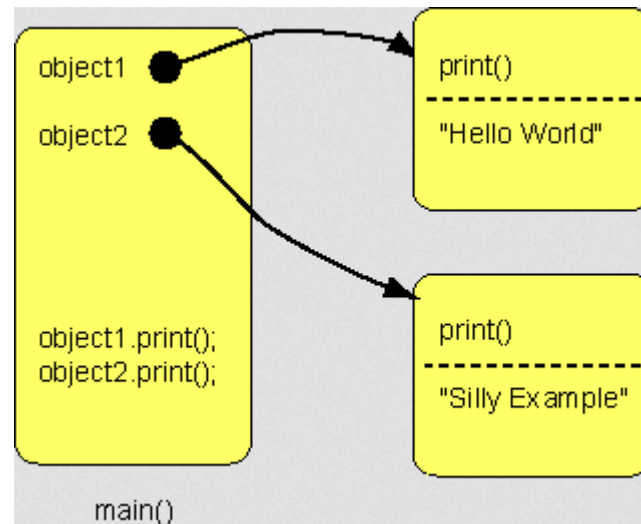 object1
object2
object1.print();
object2.print();
main()
print()
"Hello World"
print()
"Silly Example"